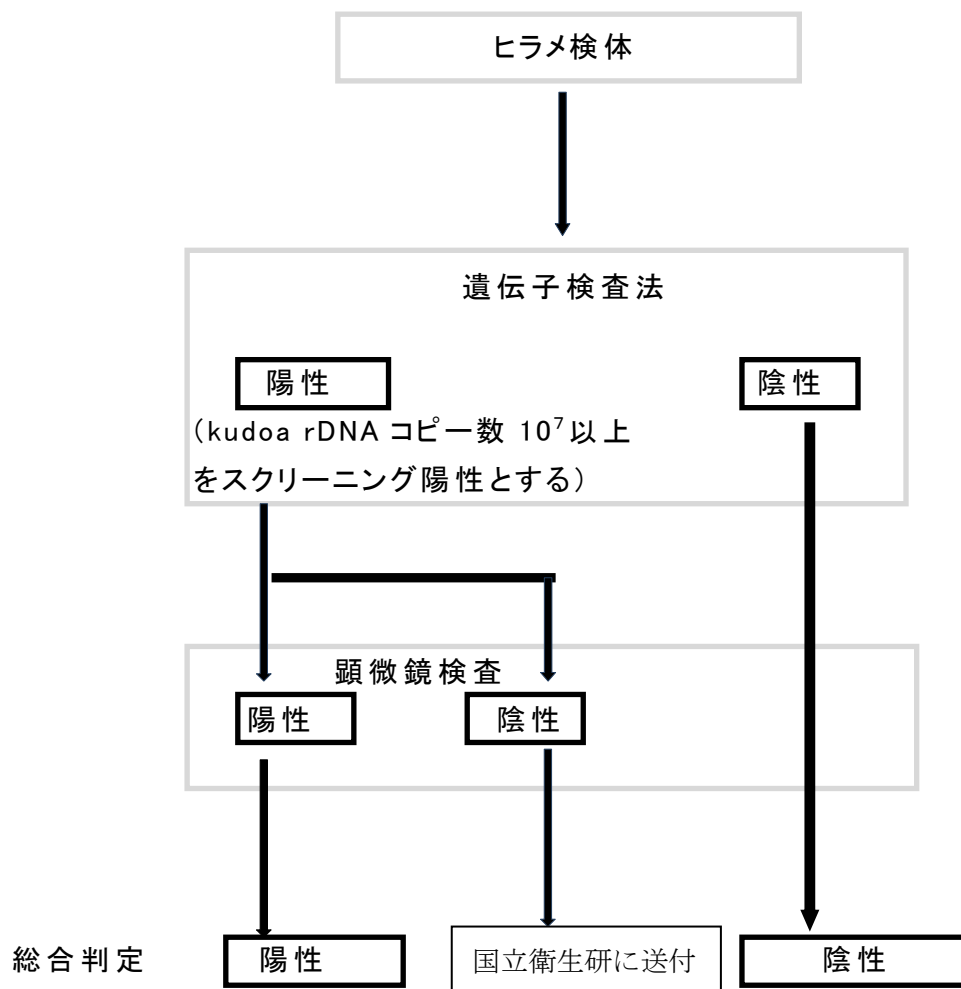 ヒラメ検体
遺伝子検査法
陽性
陰性
（kudoa rDNA コピー数 10⁷以上
をスクリーニング陽性とする）
顕微鏡検査
陽性
陰性
総合判定
陽性
国立衛生研に送付
陰性